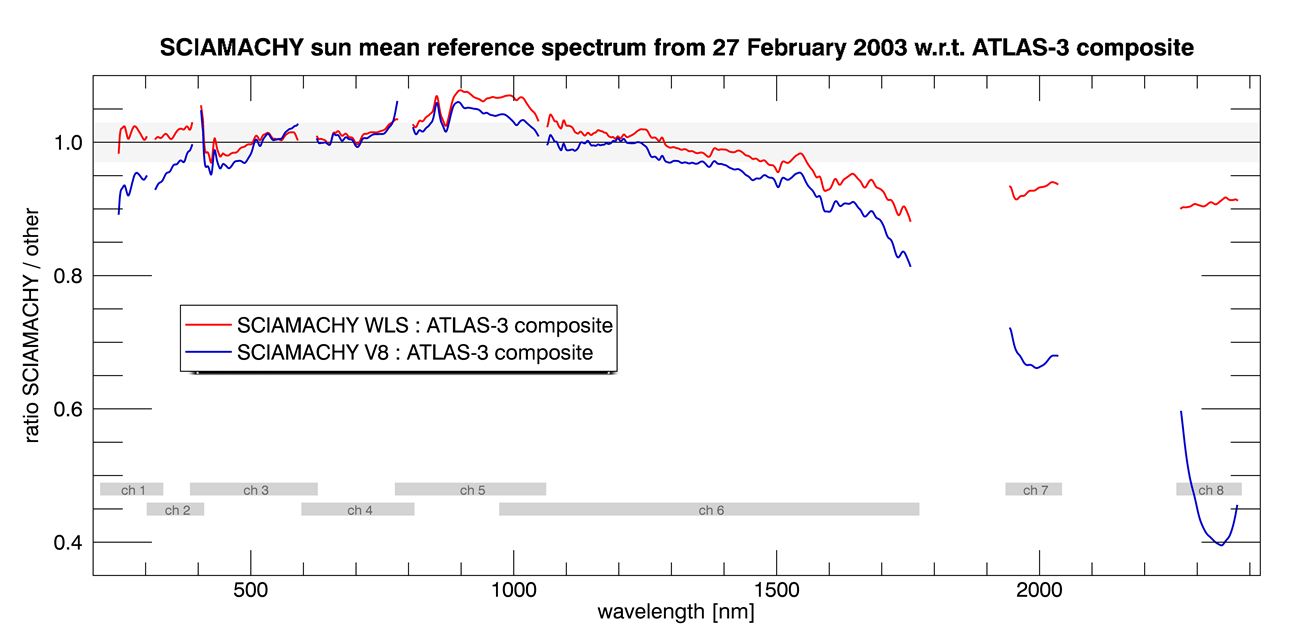 SCIAMACHY sun mean reference spectrum from 27 February 2003 w.r.t. ATLAS-3 composite
1.0
0.8
0.6
0.4
ratio SCIAMACHY / other
SCIAMACHY WLS : ATLAS-3 composite
SCIAMACHY V8 : ATLAS-3 composite
ch 1
ch 3
ch 5
ch 7
ch 8
ch 2
ch 4
ch 6
500
1000
1500
2000
wavelength [nm]